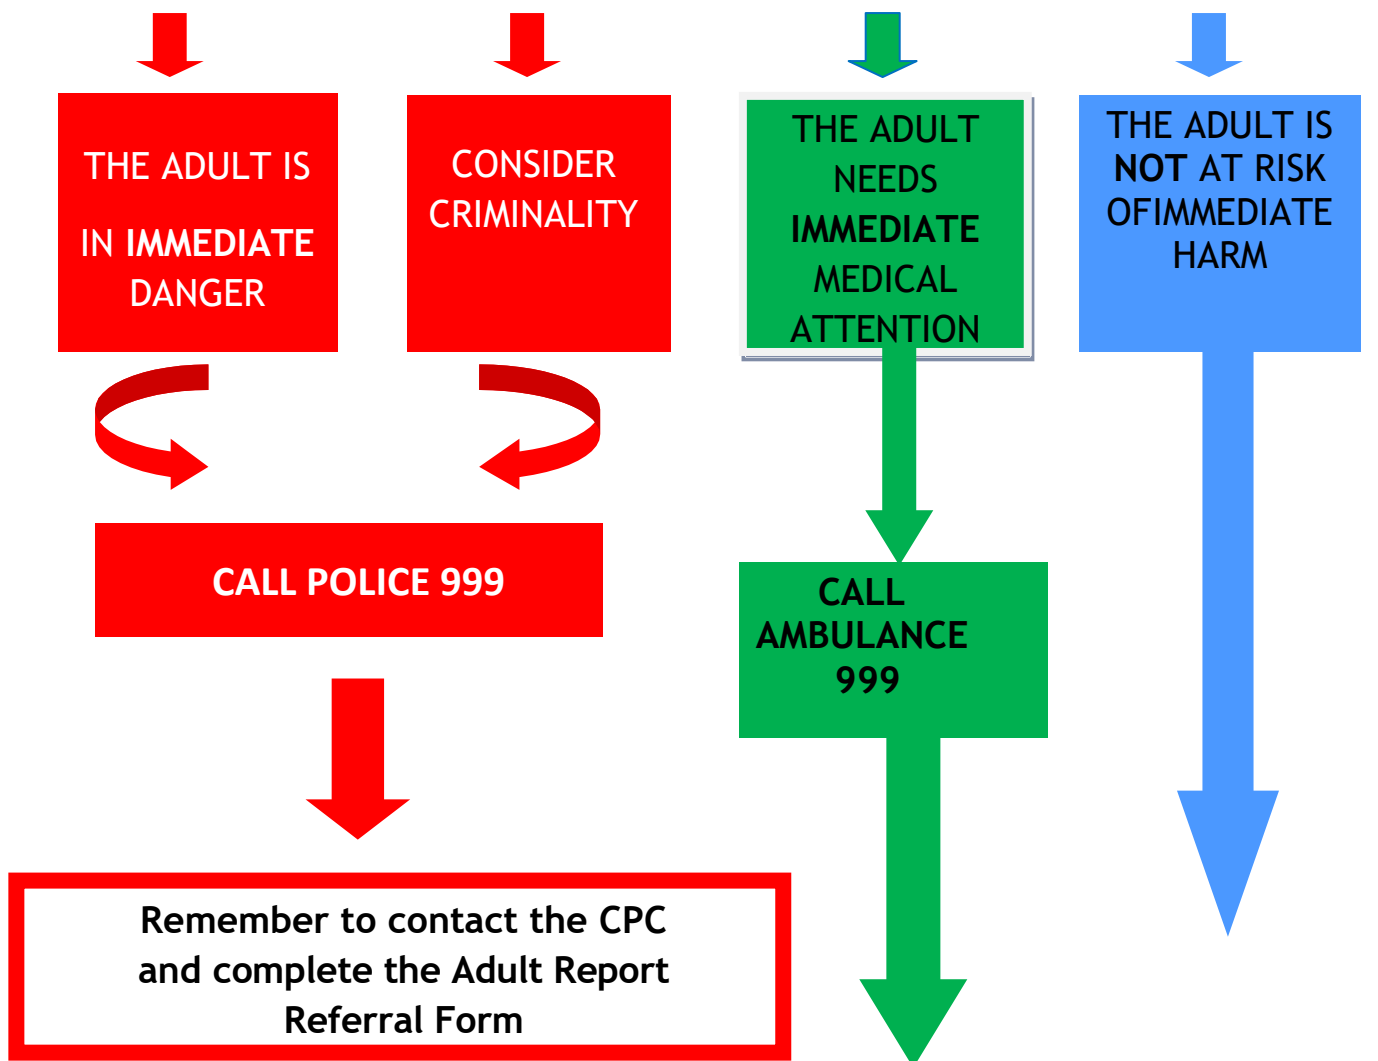 THE ADULT IS
IN IMMEDIATE
DANGER
CONSIDER
CRIMINALITY
THE ADULT
NEEDS
IMMEDIATE
MEDICAL
ATTENTION
THE ADULT IS
NOT AT RISK
OFIMMEDIATE
HARM
CALL POLICE 999
CALL
AMBULANCE
999
Remember to contact the CPC
and complete the Adult Report
Referral Form